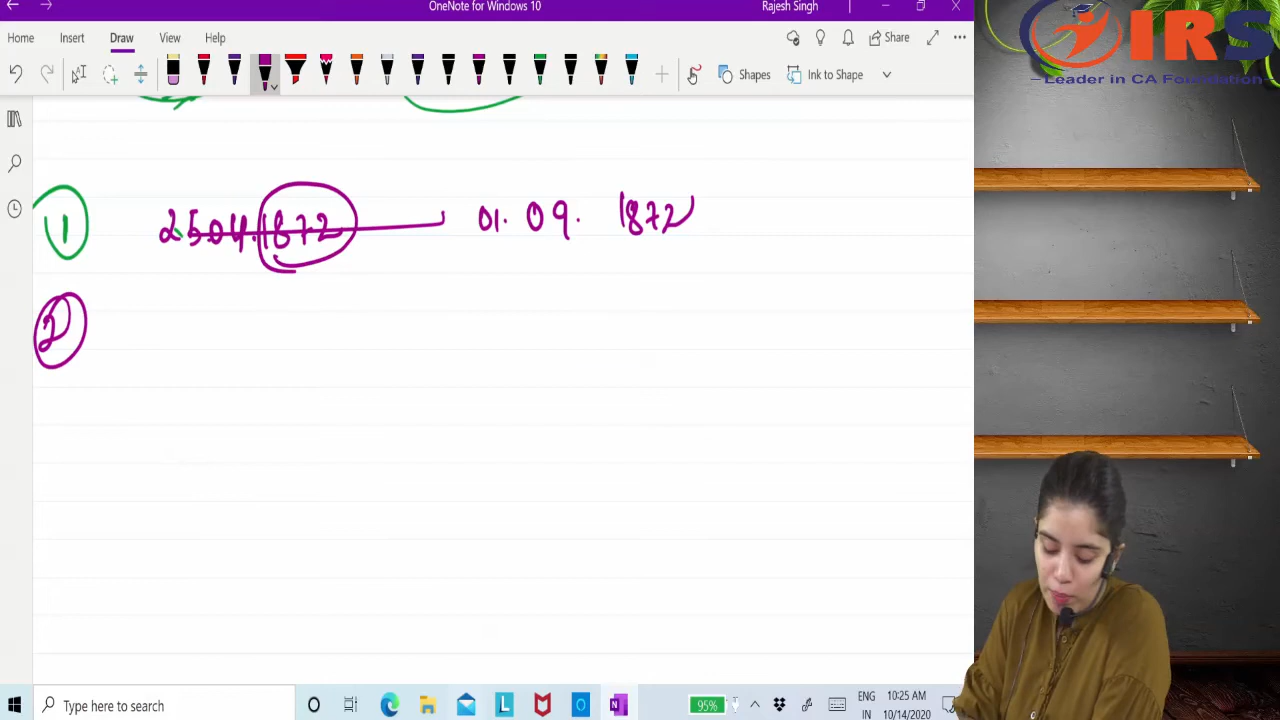 OneNote for Windows 10
Rajesh Singh
Home Insert Draw View Help
Share
Shapes
Ink to Shape
IRS
Leader in CA Foundation
1 2504.1872 01. 09. 1872
2
Type here to search
95%
ENG
IN
10:25 AM
10/14/2020